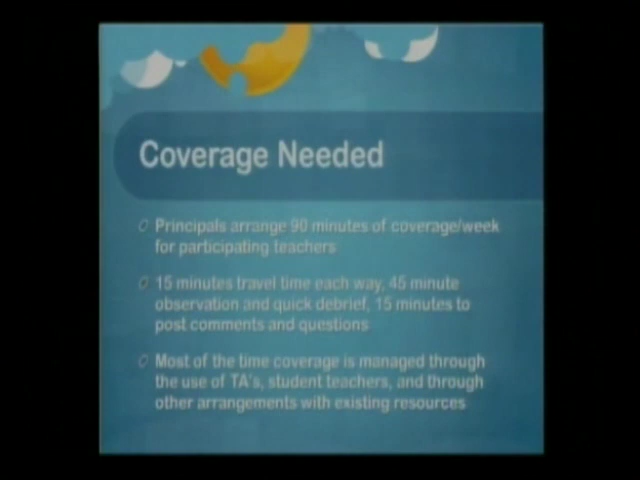 Coverage Needed
Principals arrange 90 minutes of coverage/week
for participating teachers
15 minutes travel time each way, 45 minute
observation and quick debrief, 15 minutes to
post comments and questions
Most of the time coverage is managed through
the use of TA's, student teachers, and through
other arrangements with existing resources